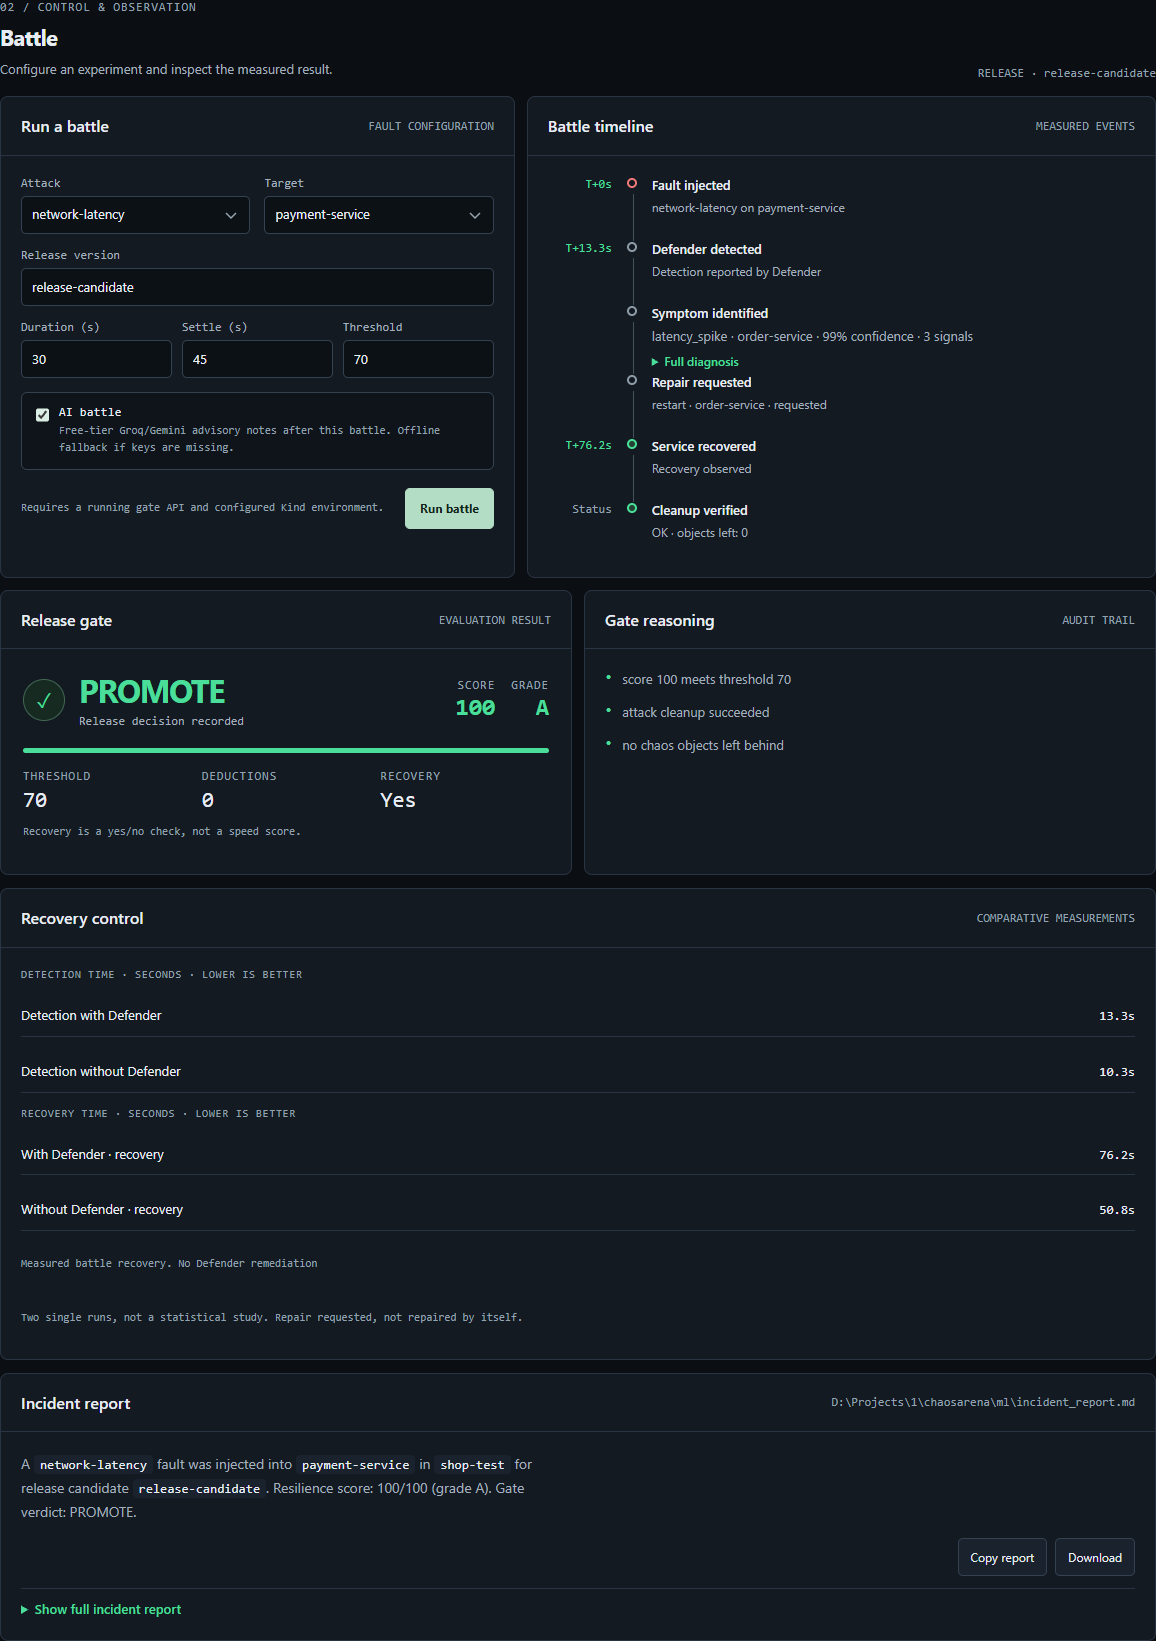 02 / CONTROL & OBSERVATION
Battle
Configure an experiment and inspect the measured result.
RELEASE · release-candidate
Run a battle
FAULT CONFIGURATION
Attack
Target
network-latency
payment-service
Release version
release-candidate
Duration (s)
Settle (s)
Threshold
30
45
70
AI battle
Free-tier Groq/Gemini advisory notes after this battle. Offline
fallback if keys are missing.
Requires a running gate API and configured Kind environment.
Run battle
Battle timeline
MEASURED EVENTS
T+0s
Fault injected
network-latency on payment-service
T+13.3s
Defender detected
Detection reported by Defender
Symptom identified
latency_spike · order-service · 99% confidence · 3 signals
Full diagnosis
Repair requested
restart · order-service · requested
T+76.2s
Service recovered
Recovery observed
Status
Cleanup verified
OK · objects left: 0
Release gate
EVALUATION RESULT
PROMOTE
Release decision recorded
SCORE
GRADE
100
A
THRESHOLD
DEDUCTIONS
RECOVERY
70
0
Yes
Recovery is a yes/no check, not a speed score.
Gate reasoning
AUDIT TRAIL
• score 100 meets threshold 70
• attack cleanup succeeded
• no chaos objects left behind
Recovery control
COMPARATIVE MEASUREMENTS
DETECTION TIME · SECONDS · LOWER IS BETTER
Detection with Defender
13.3s
Detection without Defender
10.3s
RECOVERY TIME · SECONDS · LOWER IS BETTER
With Defender · recovery
76.2s
Without Defender · recovery
50.8s
Measured battle recovery. No Defender remediation
Two single runs, not a statistical study. Repair requested, not repaired by itself.
Incident report
D:\Projects\1\chaosarena\ml\incident_report.md
A network-latency fault was injected into payment-service in shop-test for
release candidate release-candidate . Resilience score: 100/100 (grade A). Gate
verdict: PROMOTE.
Copy report
Download
Show full incident report